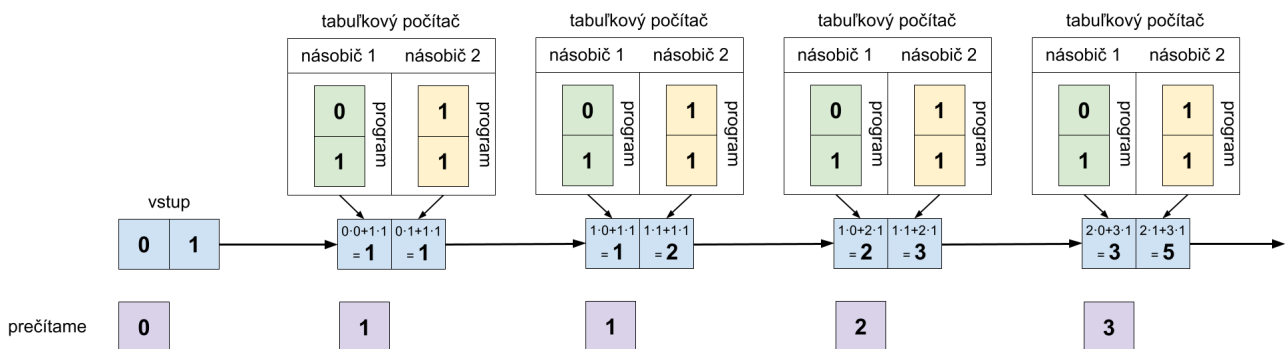 tabuľkový počítač tabuľkový počítač tabuľkový počítač tabuľkový počítač
násobič 1 násobič 2 násobič 1 násobič 2 násobič 1 násobič 2 násobič 1 násobič 2
0 program 1 program 0 program 1 program 0 program 1 program 0 program 1 program
1 1 1 1 1 1 1 1
vstup
0 1 0·0+1·1 0·1+1·1 1·0+1·1 1·1+1·1 1·0+2·1 1·1+2·1 2·0+3·1 2·1+3·1
= 1 = 1 = 1 = 2 = 2 = 3 = 3 = 5
prečítame 0 1 1 2 3